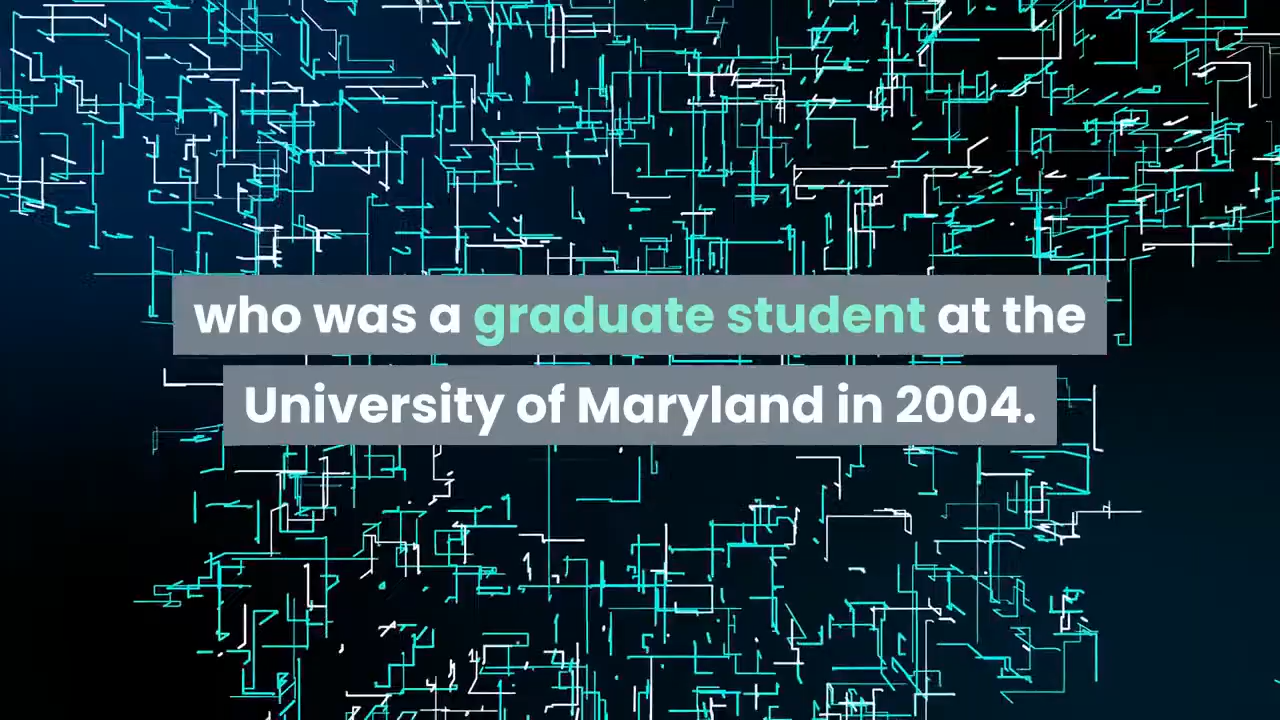 who was a graduate student at the
University of Maryland in 2004.